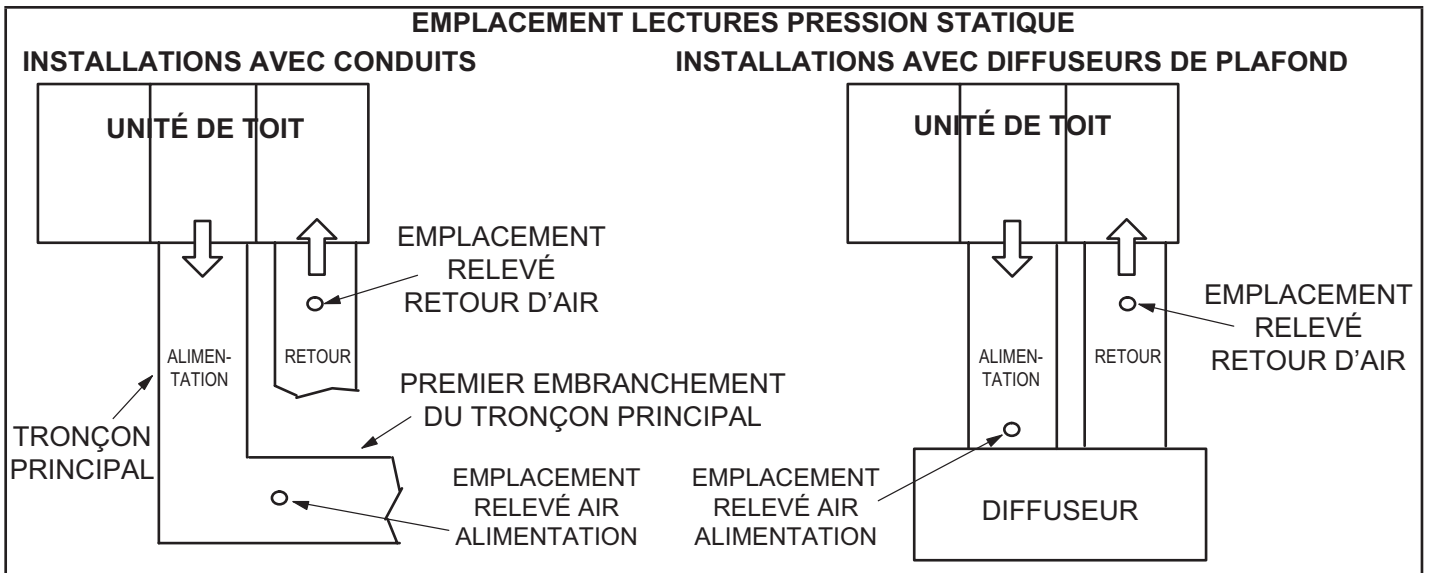 EMPLACEMENT LECTURES PRESSION STATIQUE
INSTALLATIONS AVEC CONDUITS
UNITÉ DE TOIT
EMPLACEMENT
RELEVÉ
RETOUR D’AIR
ALIMEN-
TATION
RETOUR
PREMIER EMBRANCHEMENT
DU TRONÇON PRINCIPAL
TRONÇON
PRINCIPAL
EMPLACEMENT
RELEVÉ AIR
ALIMENTATION
INSTALLATIONS AVEC DIFFUSEURS DE PLAFOND
UNITÉ DE TOIT
EMPLACEMENT
RELEVÉ
RETOUR D’AIR
ALIMEN-
TATION
RETOUR
EMPLACEMENT
RELEVÉ AIR
ALIMENTATION
DIFFUSEUR